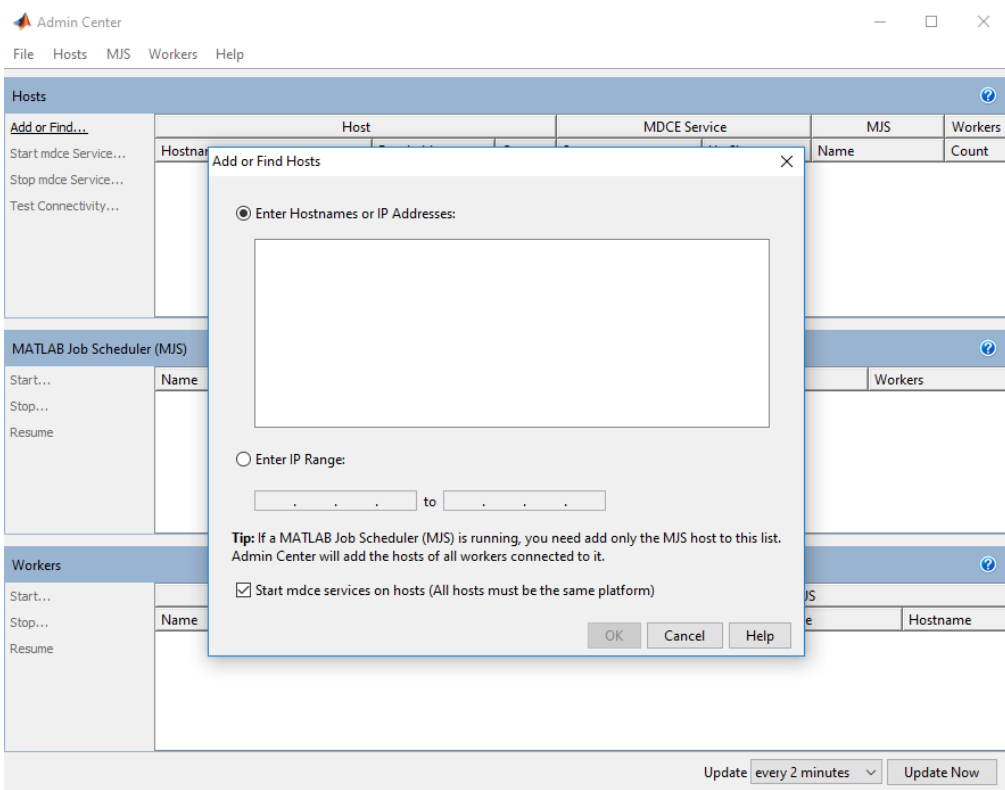 Admin Center
File Hosts MJS Workers Help
Hosts
Add or Find...
Start mdce Service...
Stop mdce Service...
Test Connectivity...
Host MDCE Service MJS Workers
Name Count
Add or Find Hosts
Enter Hostnames or IP Addresses:
Enter IP Range:
. . . to . . .
Tip: If a MATLAB Job Scheduler (MJS) is running, you need add only the MJS host to this list.
Admin Center will add the hosts of all workers connected to it.
Start mdce services on hosts (All hosts must be the same platform)
OK Cancel Help
MATLAB Job Scheduler (MJS)
Start...
Stop...
Resume
Name Workers
Workers
Start...
Stop...
Resume
Name Hostname
Update every 2 minutes Update Now